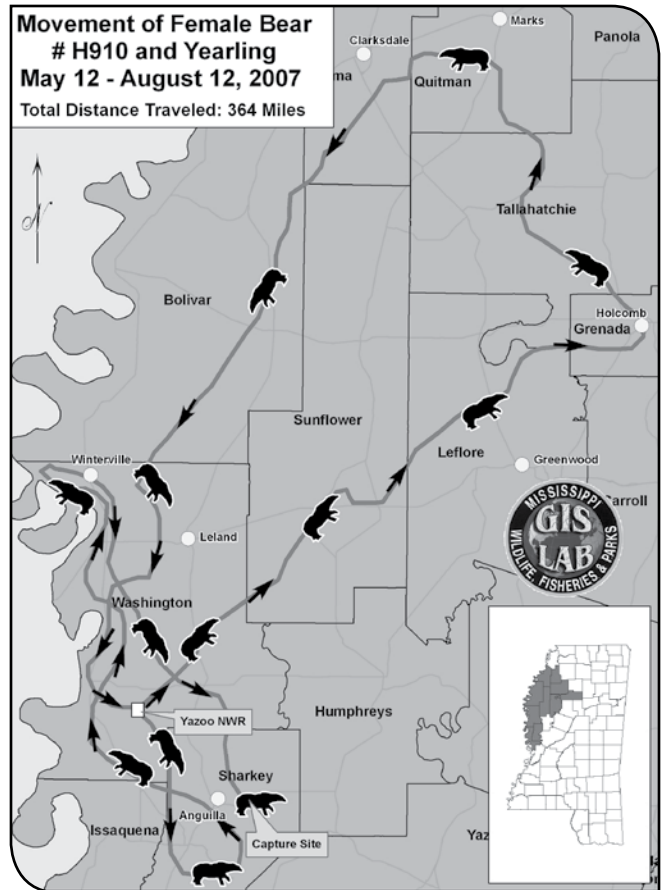 Movement of Female Bear
# H910 and Yearling
May 12 - August 12, 2007
Total Distance Traveled: 364 Miles
Marks
Panola
Clarksdale
ma
Quitman
N
Tallahatchie
Bolivar
Holcomb
Grenada
Sunflower
Leflore
Winterville
Greenwood
MISSISSIPPI
GIS
LAB
WILDLIFE, FISHERIES & PARKS
Carroll
Leland
Washington
Yazoo NWR
Humphreys
Sharkey
Anguilla
Issaquena
Capture Site
Yaz